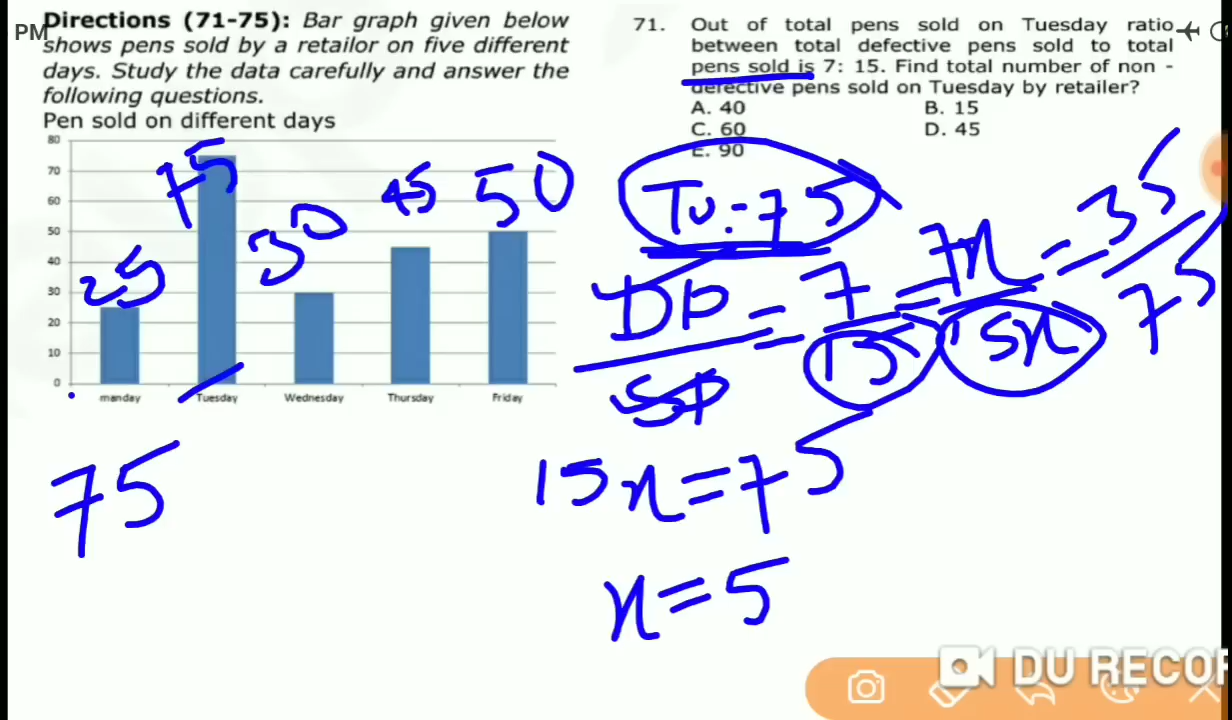 PM
Directions (71-75): Bar graph given below
shows pens sold by a retailor on five different
days. Study the data carefully and answer the
following questions.
Pen sold on different days
80
70
60
50
40
30
20
10
0
manday Tuesday Wednesday Thursday Friday
25 75 30 45 50
75
71. Out of total pens sold on Tuesday ratio
between total defective pens sold to total
pens sold is 7: 15. Find total number of non -
defective pens sold on Tuesday by retailer?
A. 40 B. 15
C. 60 D. 45
E. 90
Tu = 75
DP/SP = 7/15 = 7x/15x = 35/75
15x = 75
x = 5
DU RECOR